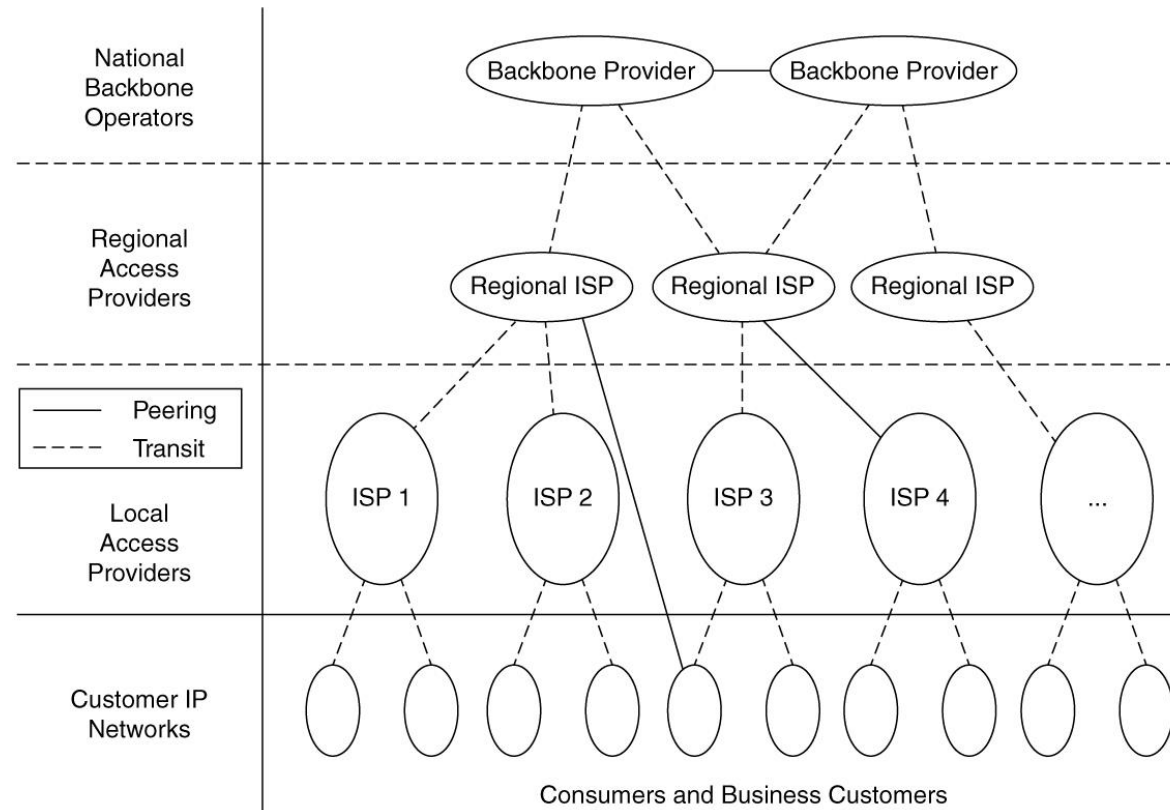 National
Backbone
Operators
Backbone Provider
Backbone Provider
Regional
Access
Providers
Regional ISP
Regional ISP
Regional ISP
Peering
Transit
Local
Access
Providers
ISP 1
ISP 2
ISP 3
ISP 4
...
Customer IP
Networks
Consumers and Business Customers